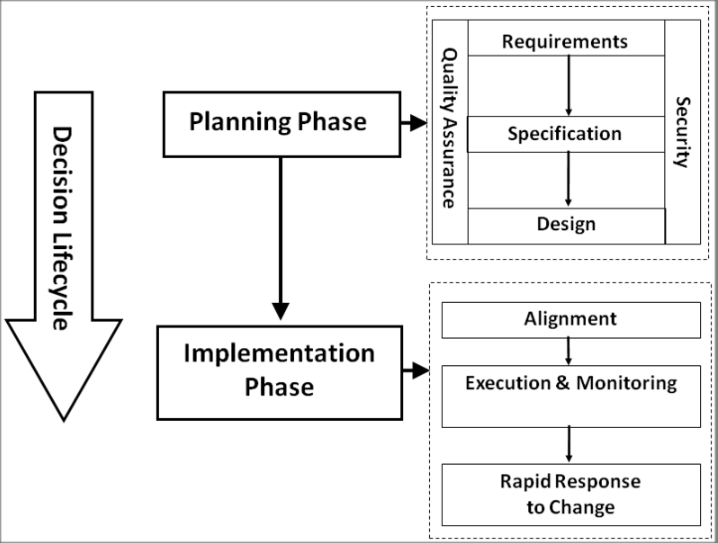 Decision Lifecycle
Planning Phase
Quality Assurance
Requirements
Specification
Design
Security
Implementation
Phase
Alignment
Execution & Monitoring
Rapid Response
to Change